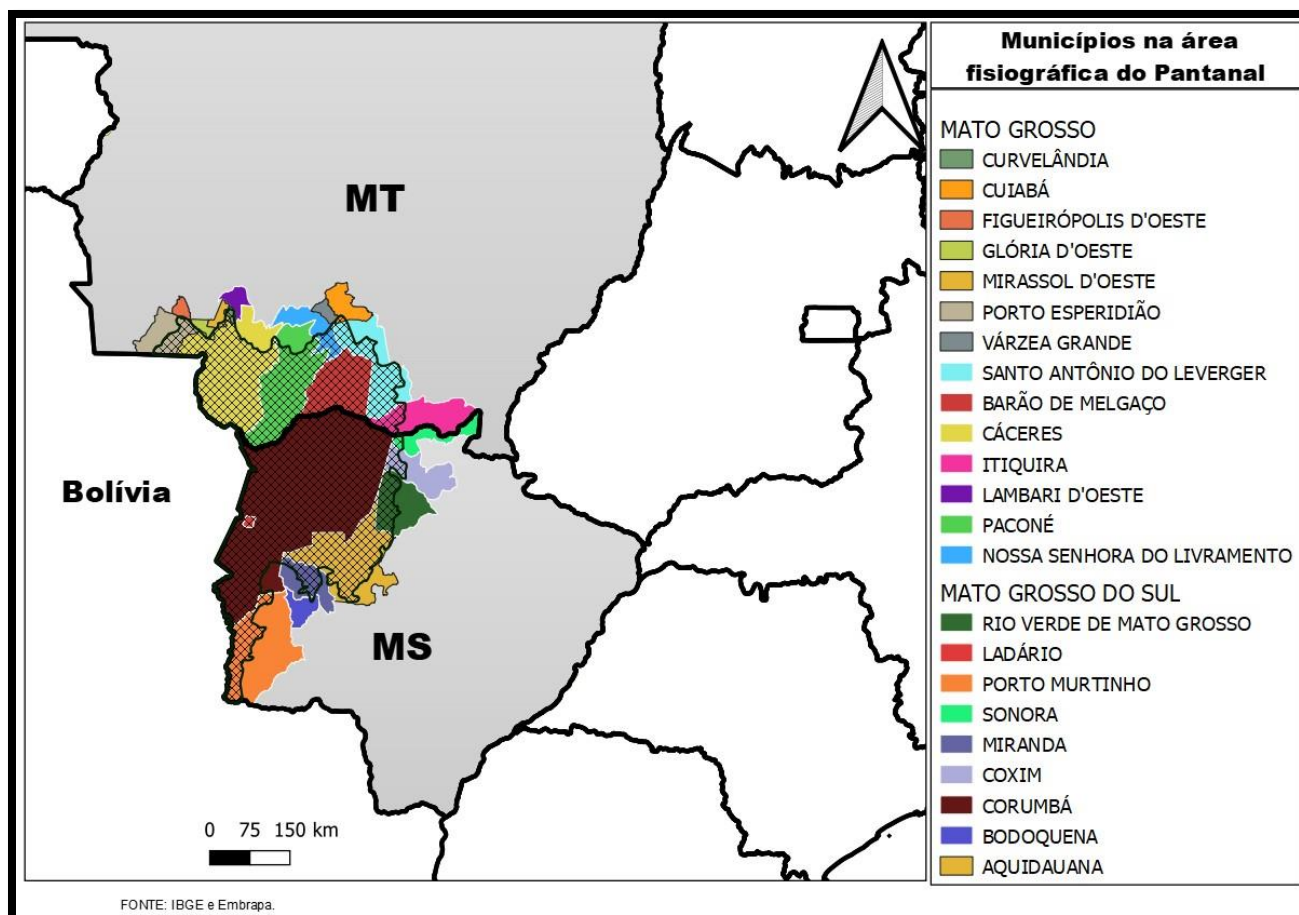 Municípios na área
fisiográfica do Pantanal
MATO GROSSO
CURVELÂNDIA
CUIABÁ
FIGUEIRÓPOLIS D'OESTE
GLÓRIA D'OESTE
MIRASSOL D'OESTE
PORTO ESPERIDIÃO
VÁRZEA GRANDE
SANTO ANTÔNIO DO LEVERGER
BARÃO DE MELGAÇO
CÁCERES
ITIQUIRA
LAMBARI D'OESTE
PACONÉ
NOSSA SENHORA DO LIVRAMENTO
MATO GROSSO DO SUL
RIO VERDE DE MATO GROSSO
LADÁRIO
PORTO MURTINHO
SONORA
MIRANDA
COXIM
CORUMBÁ
BODOQUENA
AQUIDAUANA
MT
Bolívia
MS
0 75 150 km
FONTE: IBGE e Embrapa.